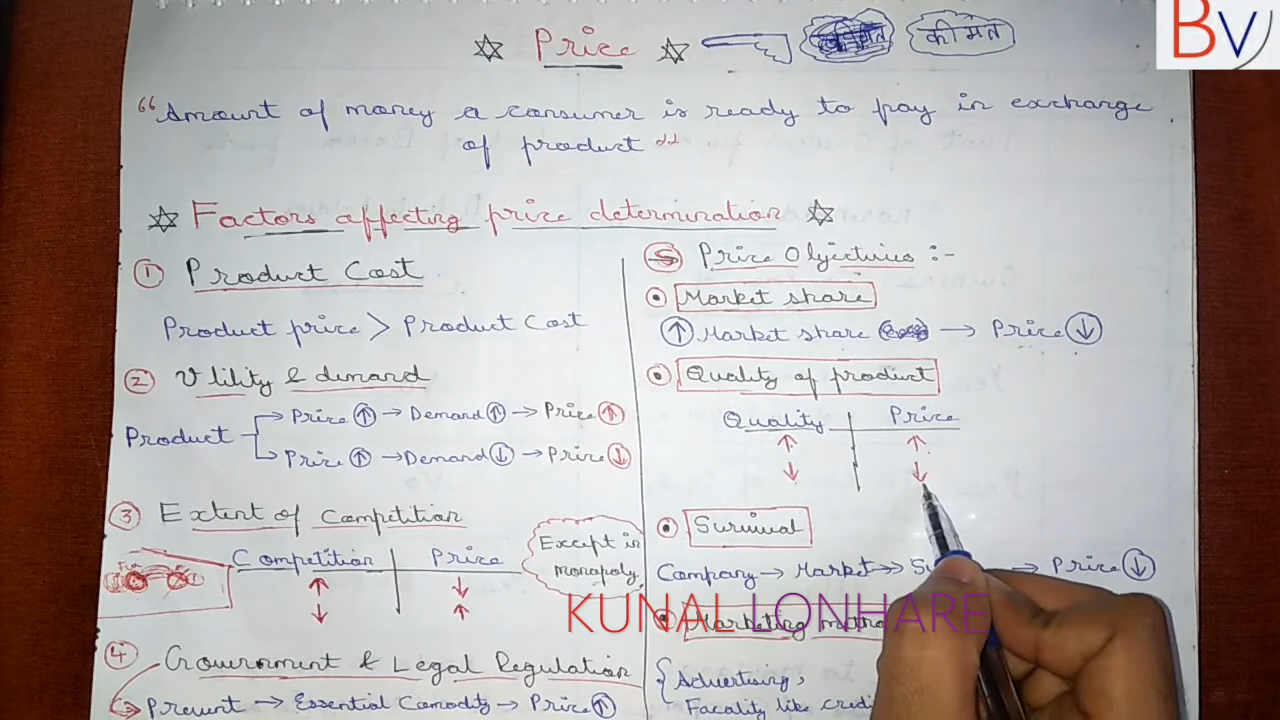 Price कीमत
BV
"Amount of money a consumer is ready to pay in exchange
of product"
Factors affecting price determination
① Product Cost
Product price > Product Cost
② Utility & demand
Product
Price ↑ → Demand ↑ → Price ↑
Price ↑ → Demand ↓ → Price ↓
③ Extent of Competition
Competition | Price
↑ | ↓
↓ | ↑
Except in
monopoly
④ Government & Legal Regulation
Prevent → Essential Comodity → Price ↑
⑤ Price Objectives :-
• Market share
↑ Market share → Price ↓
• Quality of product
Quality | Price
↑ | ↑
↓ | ↓
• Survival
Company → Market → → Price ↓
KUNAL LONHARE
• Marketing
Advertising,
Facality like